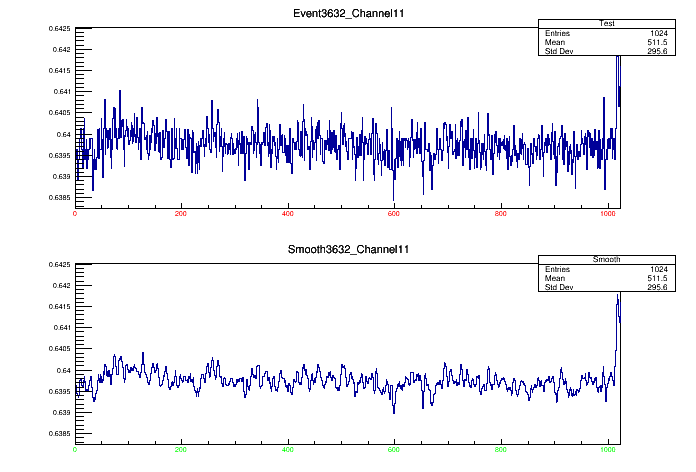 Event3632_Channel11
Test
Entries 1024
Mean 511.5
Std Dev 295.6
0.6425
0.642
0.6415
0.641
0.6405
0.64
0.6395
0.639
0.6385
0 200 400 600 800 1000
Smooth3632_Channel11
Smooth
Entries 1024
Mean 511.5
Std Dev 295.6
0.6425
0.642
0.6415
0.641
0.6405
0.64
0.6395
0.639
0.6385
0 200 400 600 800 1000